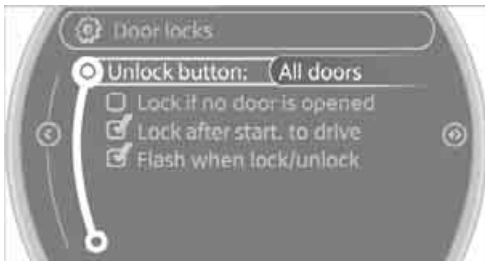 Door locks
Unlock button: All doors
Lock if no door is opened
Lock after start. to drive
Flash when lock/unlock